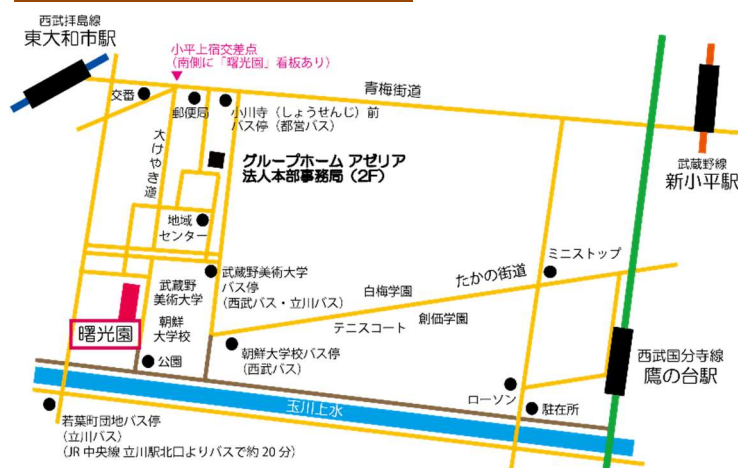 西武拝島線
東大和市駅
小平上宿交差点
(南側に「曙光園」看板あり)
青梅街道
交番
郵便局
小川寺(しょうせんじ)前
バス停(都営バス)
武蔵野線
新小平駅
大けやき道
グループホーム アゼリア
法人本部事務局(2F)
地域
センター
ミニストップ
たかの街道
武蔵野美術大学
バス停
(西武バス・立川バス)
武蔵野
美術大学
白梅学園
創価学園
テニスコート
朝鮮
大学校
曙光園
公園
朝鮮大学校バス停
(西武バス)
西武国分寺線
鷹の台駅
ローソン
駐在所
玉川上水
若葉町団地バス停
(立川バス)
(JR 中央線 立川駅北口よりバスで約 20 分)